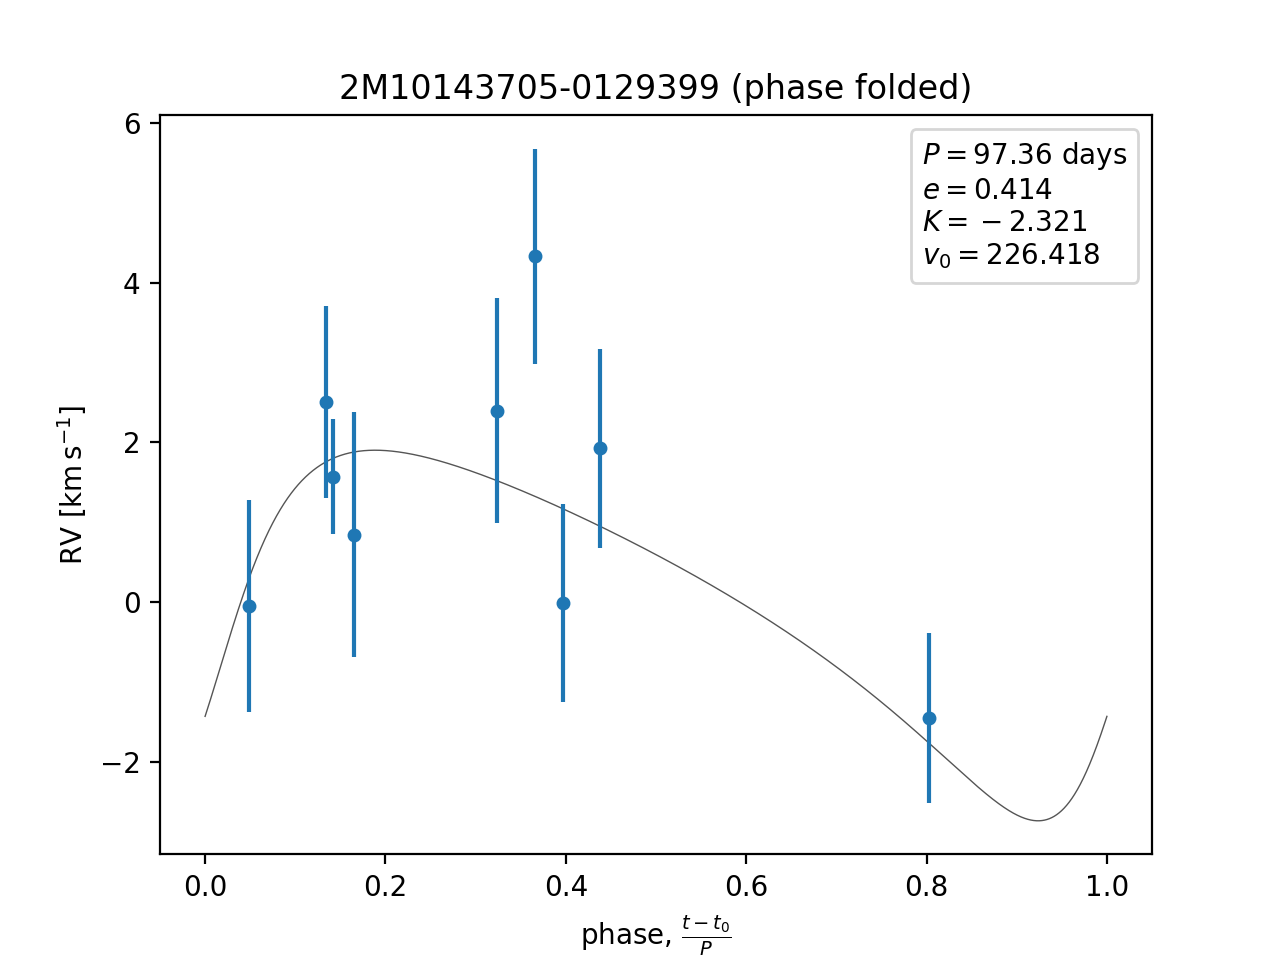 2M10143705-0129399 (phase folded)
P = 97.36 days
e = 0.414
K = −2.321
v₀ = 226.418
6
4
2
0
−2
RV [km s⁻¹]
0.0 0.2 0.4 0.6 0.8 1.0
phase, (t − t₀)/P